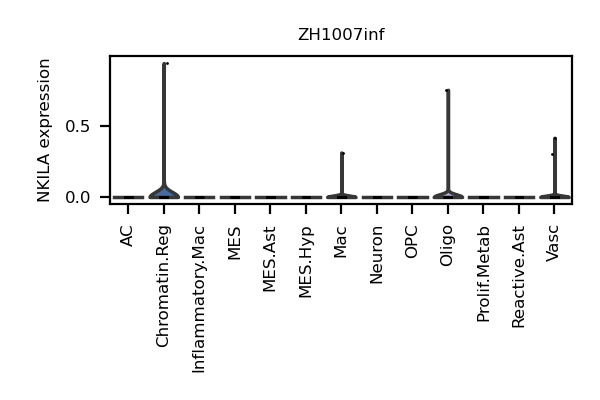 ZH1007inf
NKILA expression
0.5
0.0
AC
Chromatin.Reg
Inflammatory.Mac
MES
MES.Ast
MES.Hyp
Mac
Neuron
OPC
Oligo
Prolif.Metab
Reactive.Ast
Vasc